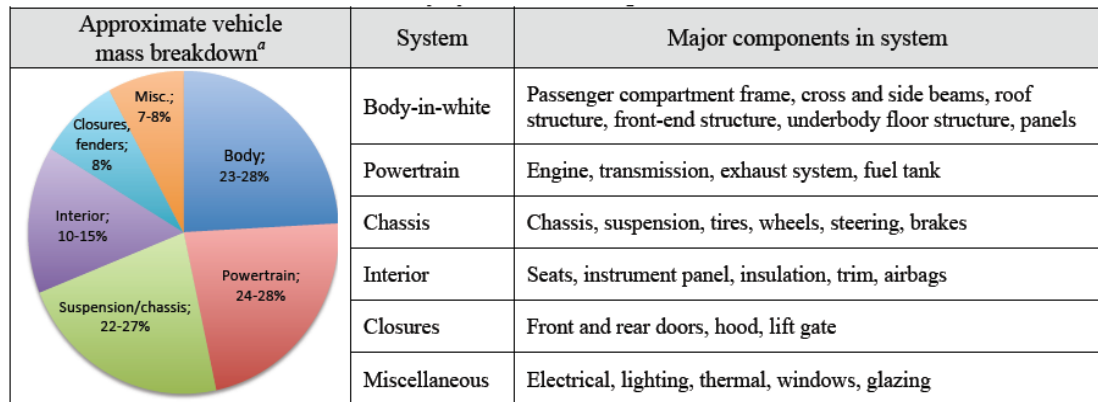 Approximate vehicle
mass breakdown^a
System
Major components in system
Misc.;
7-8%
Closures,
fenders;
8%
Body;
23-28%
Interior;
10-15%
Powertrain;
24-28%
Suspension/chassis;
22-27%
Body-in-white
Passenger compartment frame, cross and side beams, roof
structure, front-end structure, underbody floor structure, panels
Powertrain
Engine, transmission, exhaust system, fuel tank
Chassis
Chassis, suspension, tires, wheels, steering, brakes
Interior
Seats, instrument panel, insulation, trim, airbags
Closures
Front and rear doors, hood, lift gate
Miscellaneous
Electrical, lighting, thermal, windows, glazing